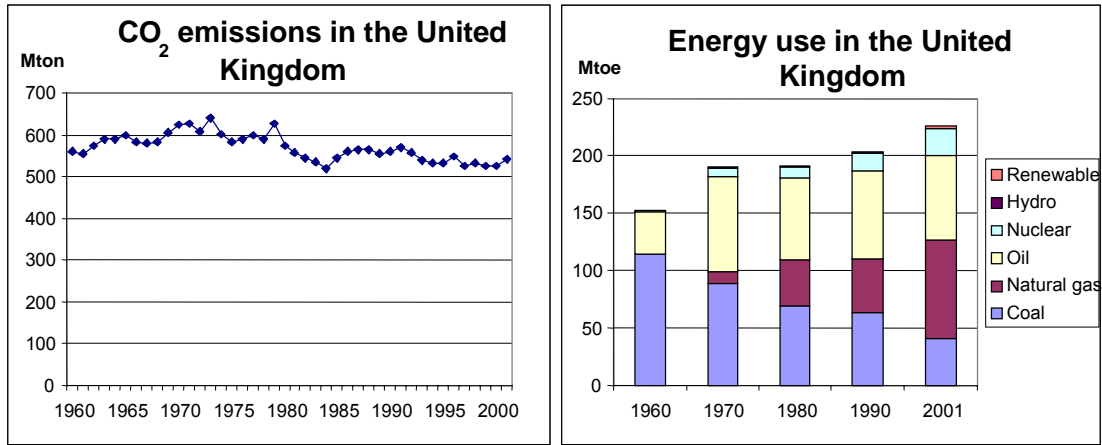 CO2 emissions in the United
Kingdom
Mton
700
600
500
400
300
200
100
0
1960 1965 1970 1975 1980 1985 1990 1995 2000
Energy use in the United
Kingdom
Mtoe
250
200
150
100
50
0
1960 1970 1980 1990 2001
Renewable
Hydro
Nuclear
Oil
Natural gas
Coal